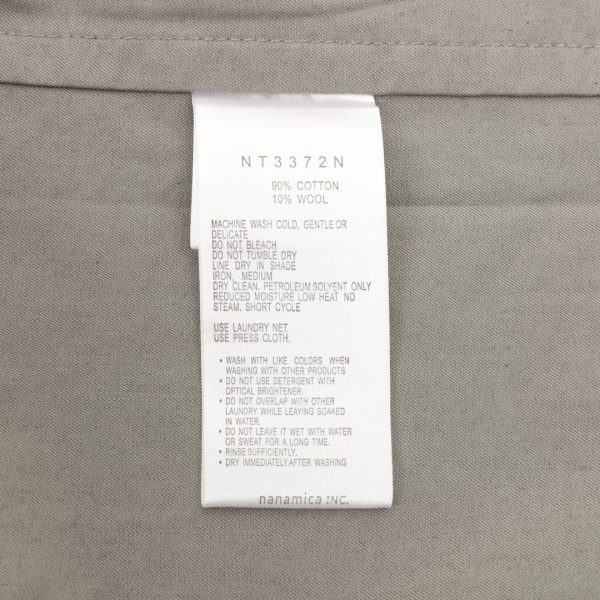 NT3372N
90% COTTON
10% WOOL
MACHINE WASH COLD, GENTLE OR
DELICATE
DO NOT BLEACH
DO NOT TUMBLE DRY
LINE DRY IN SHADE
IRON, MEDIUM
DRY CLEAN. PETROLEUM SOLVENT ONLY
REDUCED MOISTURE LOW HEAT NO
STEAM. SHORT CYCLE
USE LAUNDRY NET.
USE PRESS CLOTH.
• WASH WITH LIKE COLORS WHEN
WASHING WITH OTHER PRODUCTS
• DO NOT USE DETERGENT WITH
OPTICAL BRIGHTENER.
• DO NOT OVERLAP WITH OTHER
LAUNDRY WHILE LEAVING SOAKED
IN WATER.
• DO NOT LEAVE IT WET WITH WATER
OR SWEAT FOR A LONG TIME.
• RINSE SUFFICIENTLY.
• DRY IMMEDIATELY AFTER WASHING
nanamica INC.